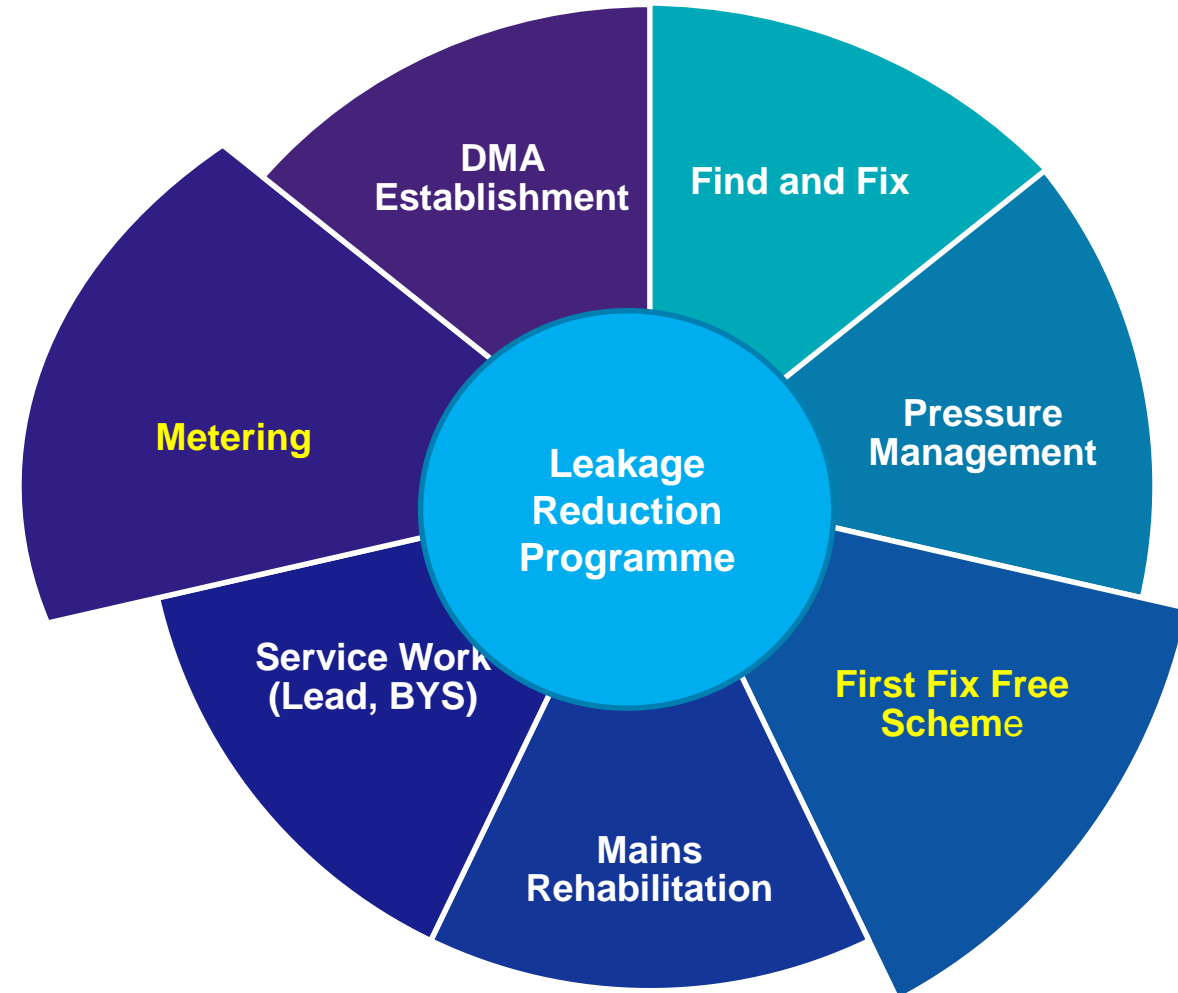 DMA
Establishment
Find and Fix
Pressure
Management
First Fix Free
Scheme
Mains
Rehabilitation
Service Work
(Lead, BYS)
Metering
Leakage
Reduction
Programme